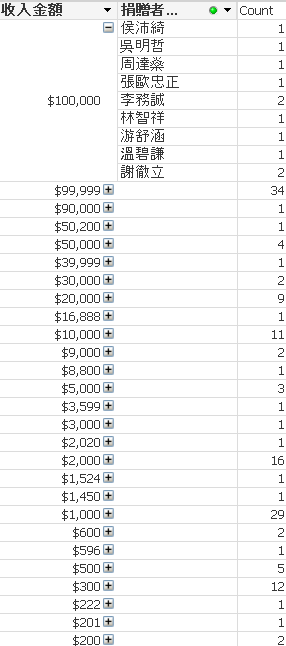 收入金額 捐贈者... Count
侯沛綺 1
吳明哲 1
周達燊 1
張歐忠正 1
$100,000 李務誠 2
林智祥 1
游舒涵 1
溫碧謙 1
謝徹立 2
$99,999 34
$90,000 1
$50,200 1
$50,000 4
$39,999 1
$30,000 2
$20,000 9
$16,888 1
$10,000 11
$9,000 2
$8,800 1
$5,000 3
$3,599 1
$3,000 1
$2,020 1
$2,000 16
$1,524 1
$1,450 1
$1,000 29
$600 2
$596 1
$500 5
$300 12
$222 1
$201 1
$200 2